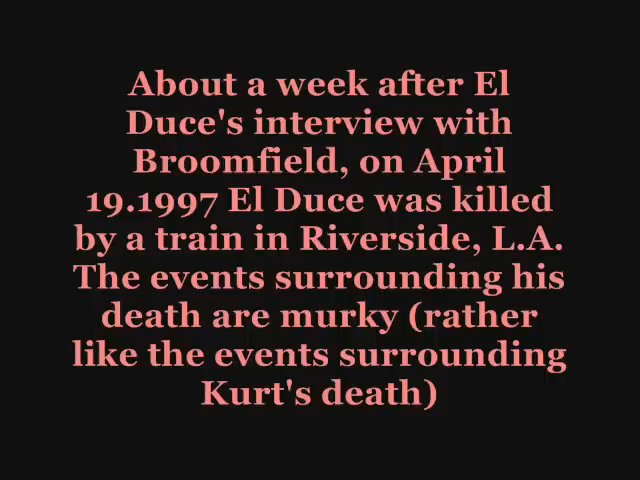 About a week after El
Duce's interview with
Broomfield, on April
19.1997 El Duce was killed
by a train in Riverside, L.A.
The events surrounding his
death are murky (rather
like the events surrounding
Kurt's death)